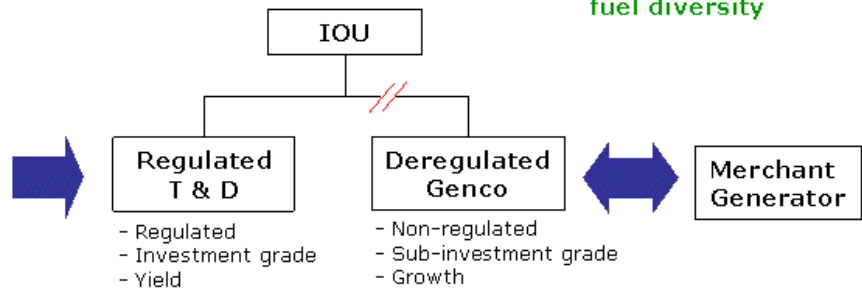 fuel diversity
IOU
Regulated
T & D
Deregulated
Genco
Merchant
Generator
- Regulated
- Investment grade
- Yield
- Non-regulated
- Sub-investment grade
- Growth